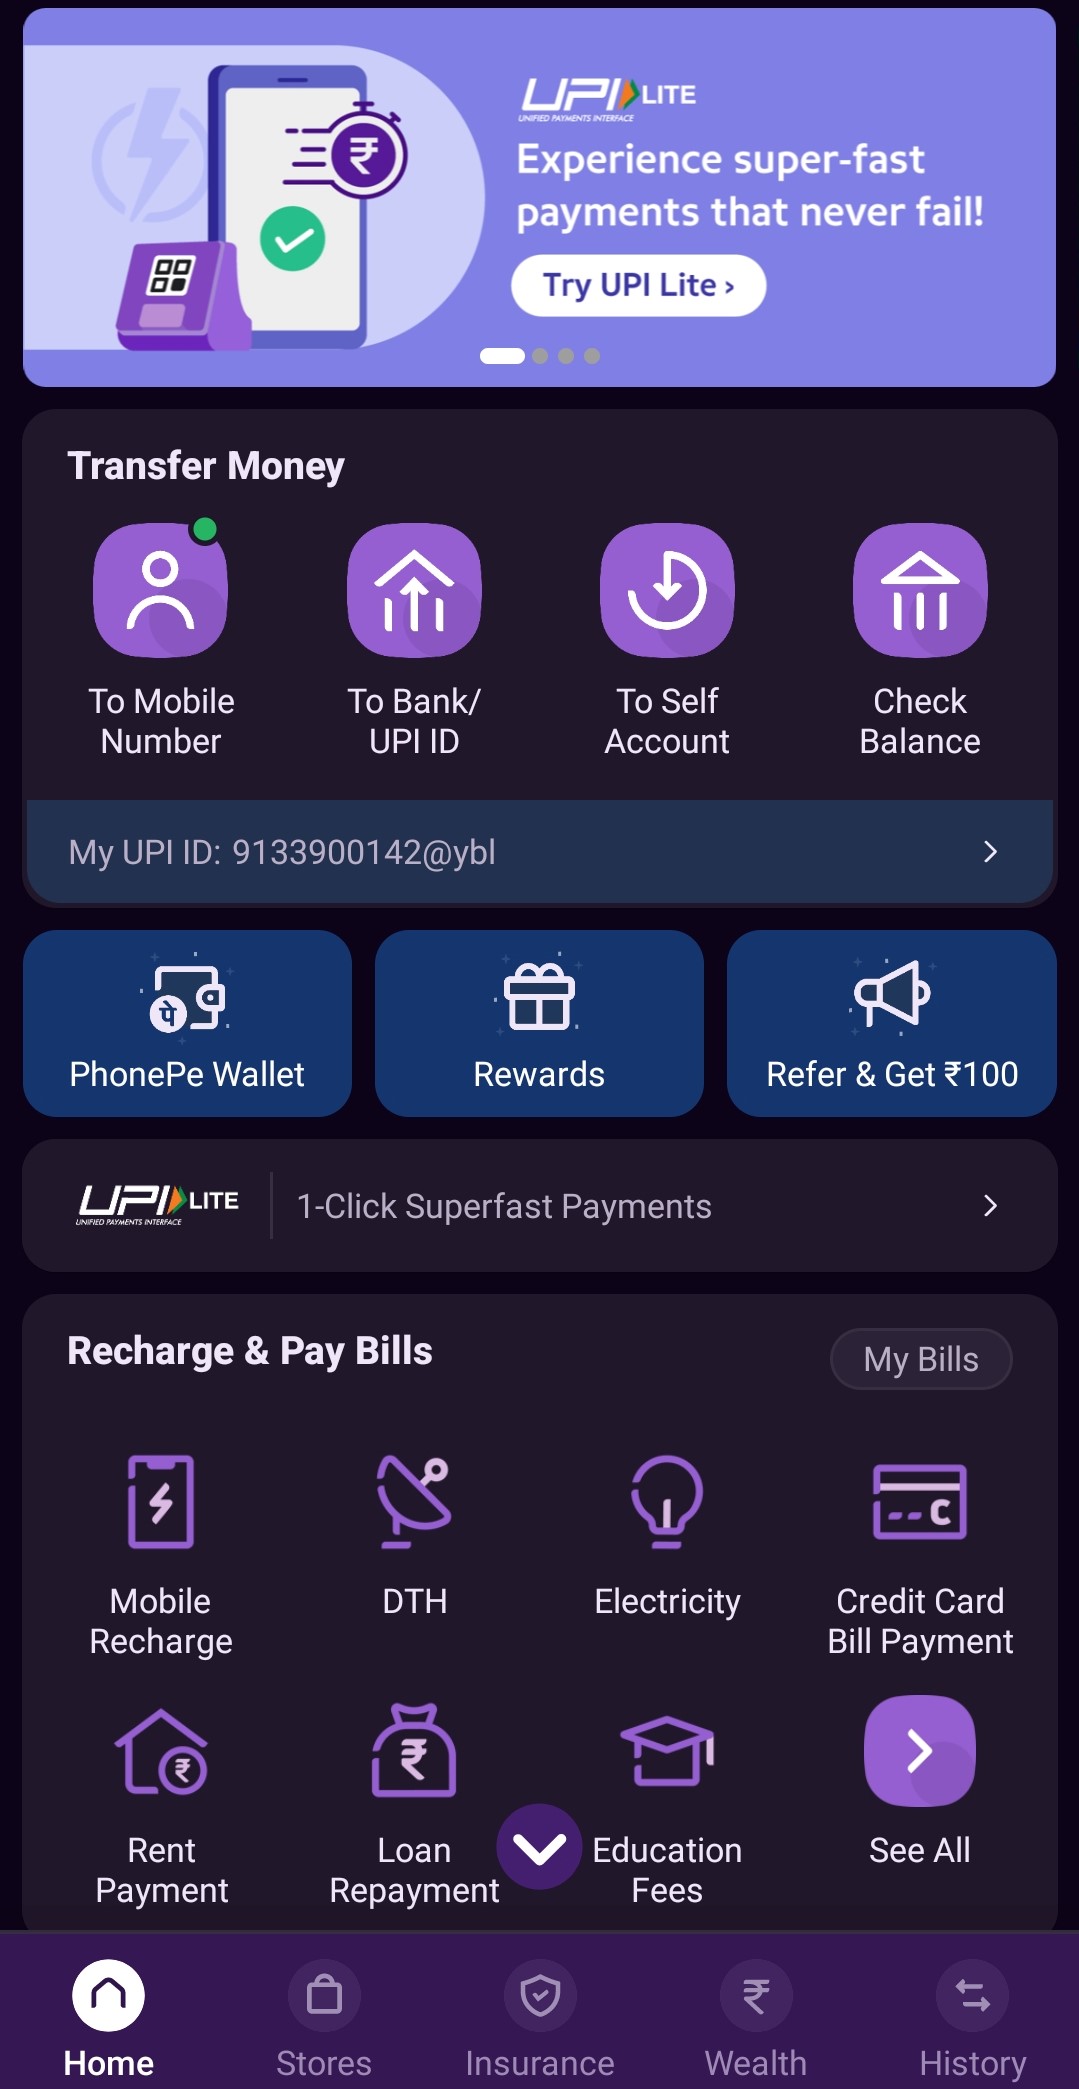 UPI LITE
UNIFIED PAYMENTS INTERFACE
Experience super-fast
payments that never fail!
Try UPI Lite ›
₹
Transfer Money
To Mobile
Number
To Bank/
UPI ID
To Self
Account
Check
Balance
My UPI ID: 9133900142@ybl
पे
PhonePe Wallet
Rewards
Refer & Get ₹100
UPI LITE
UNIFIED PAYMENTS INTERFACE
1-Click Superfast Payments
Recharge & Pay Bills
My Bills
C
Mobile
Recharge
DTH
Electricity
Credit Card
Bill Payment
₹
₹
Rent
Payment
Loan
Repayment
Education
Fees
See All
₹
Home
Stores
Insurance
Wealth
History